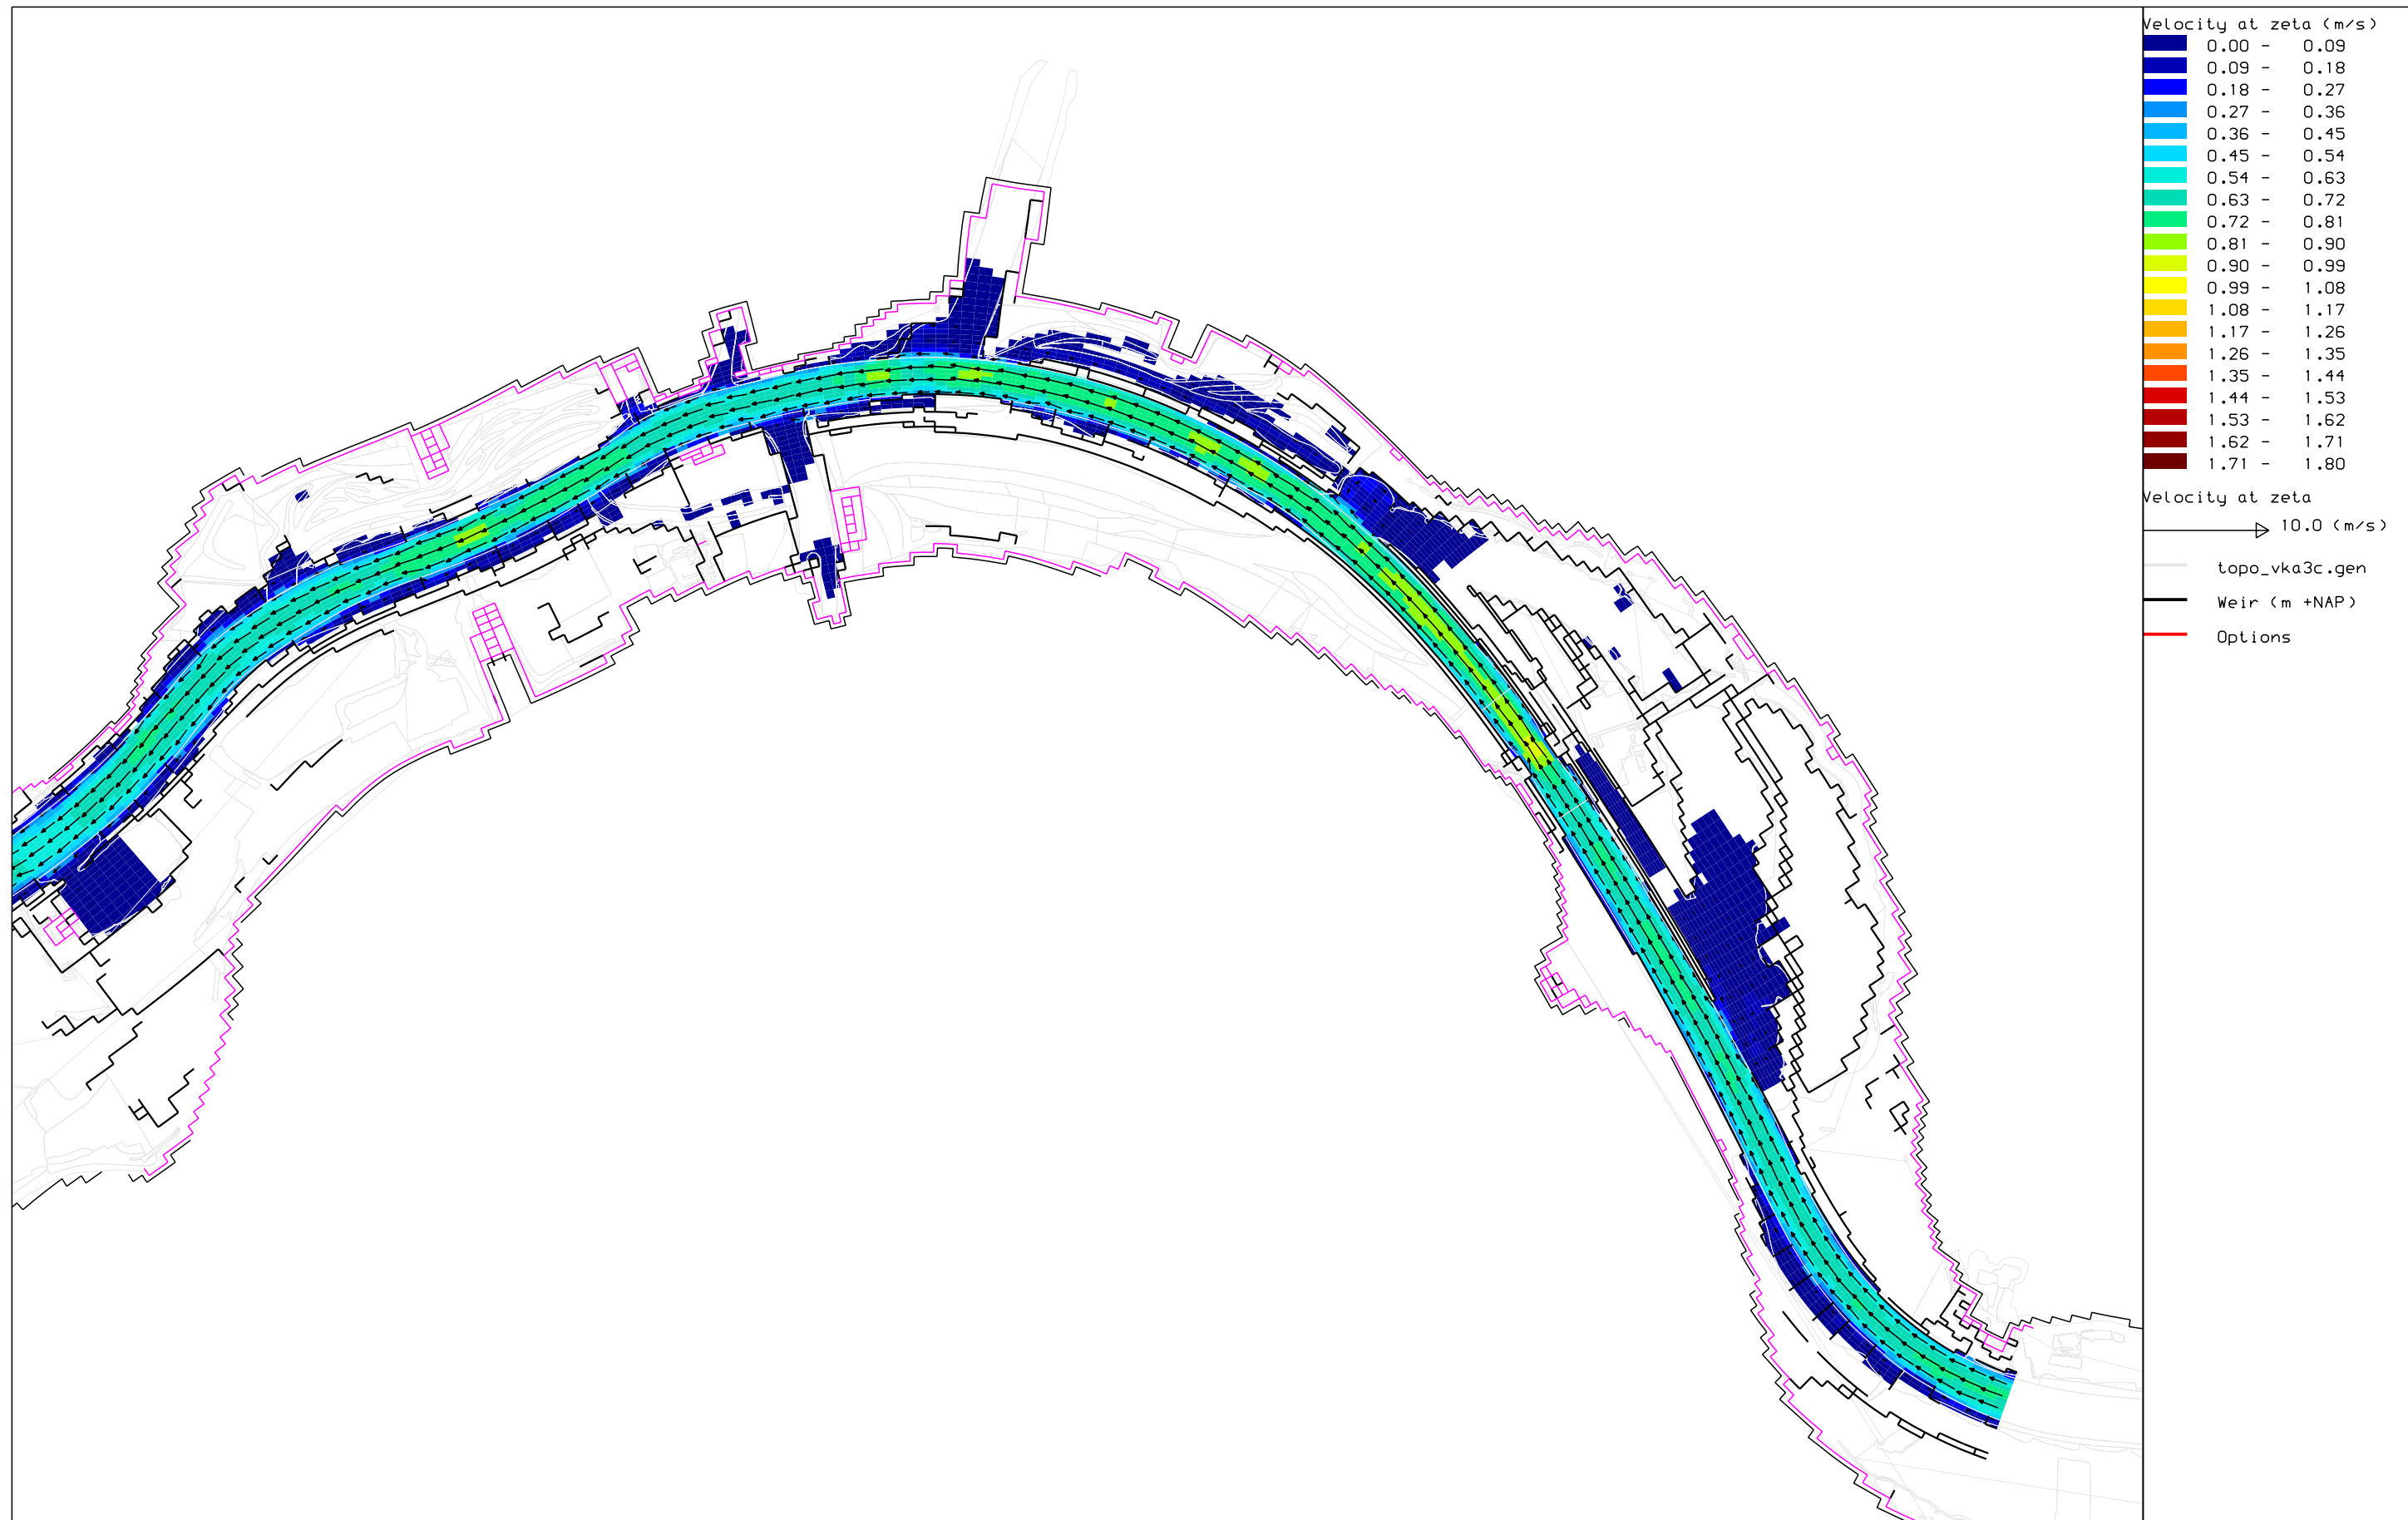 Velocity at zeta (m/s)
0.00 - 0.09
0.09 - 0.18
0.18 - 0.27
0.27 - 0.36
0.36 - 0.45
0.45 - 0.54
0.54 - 0.63
0.63 - 0.72
0.72 - 0.81
0.81 - 0.90
0.90 - 0.99
0.99 - 1.08
1.08 - 1.17
1.17 - 1.26
1.26 - 1.35
1.35 - 1.44
1.44 - 1.53
1.53 - 1.62
1.62 - 1.71
1.71 - 1.80
Velocity at zeta
10.0 (m/s)
topo_vka3c.gen
Weir (m +NAP)
Options